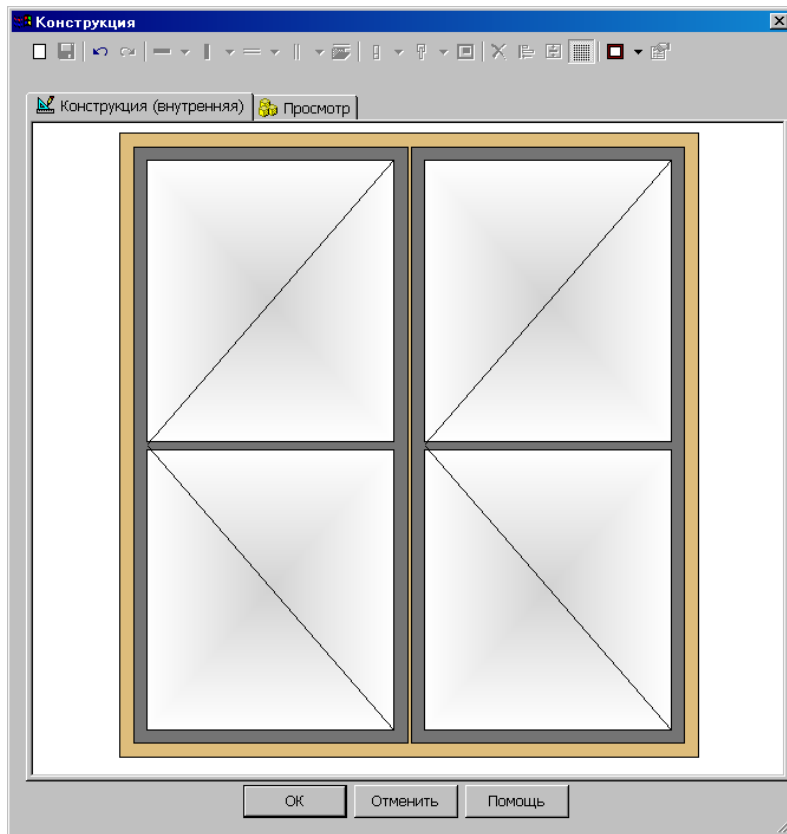 Конструкция
Конструкция (внутренняя)
Просмотр
ОК
Отменить
Помощь